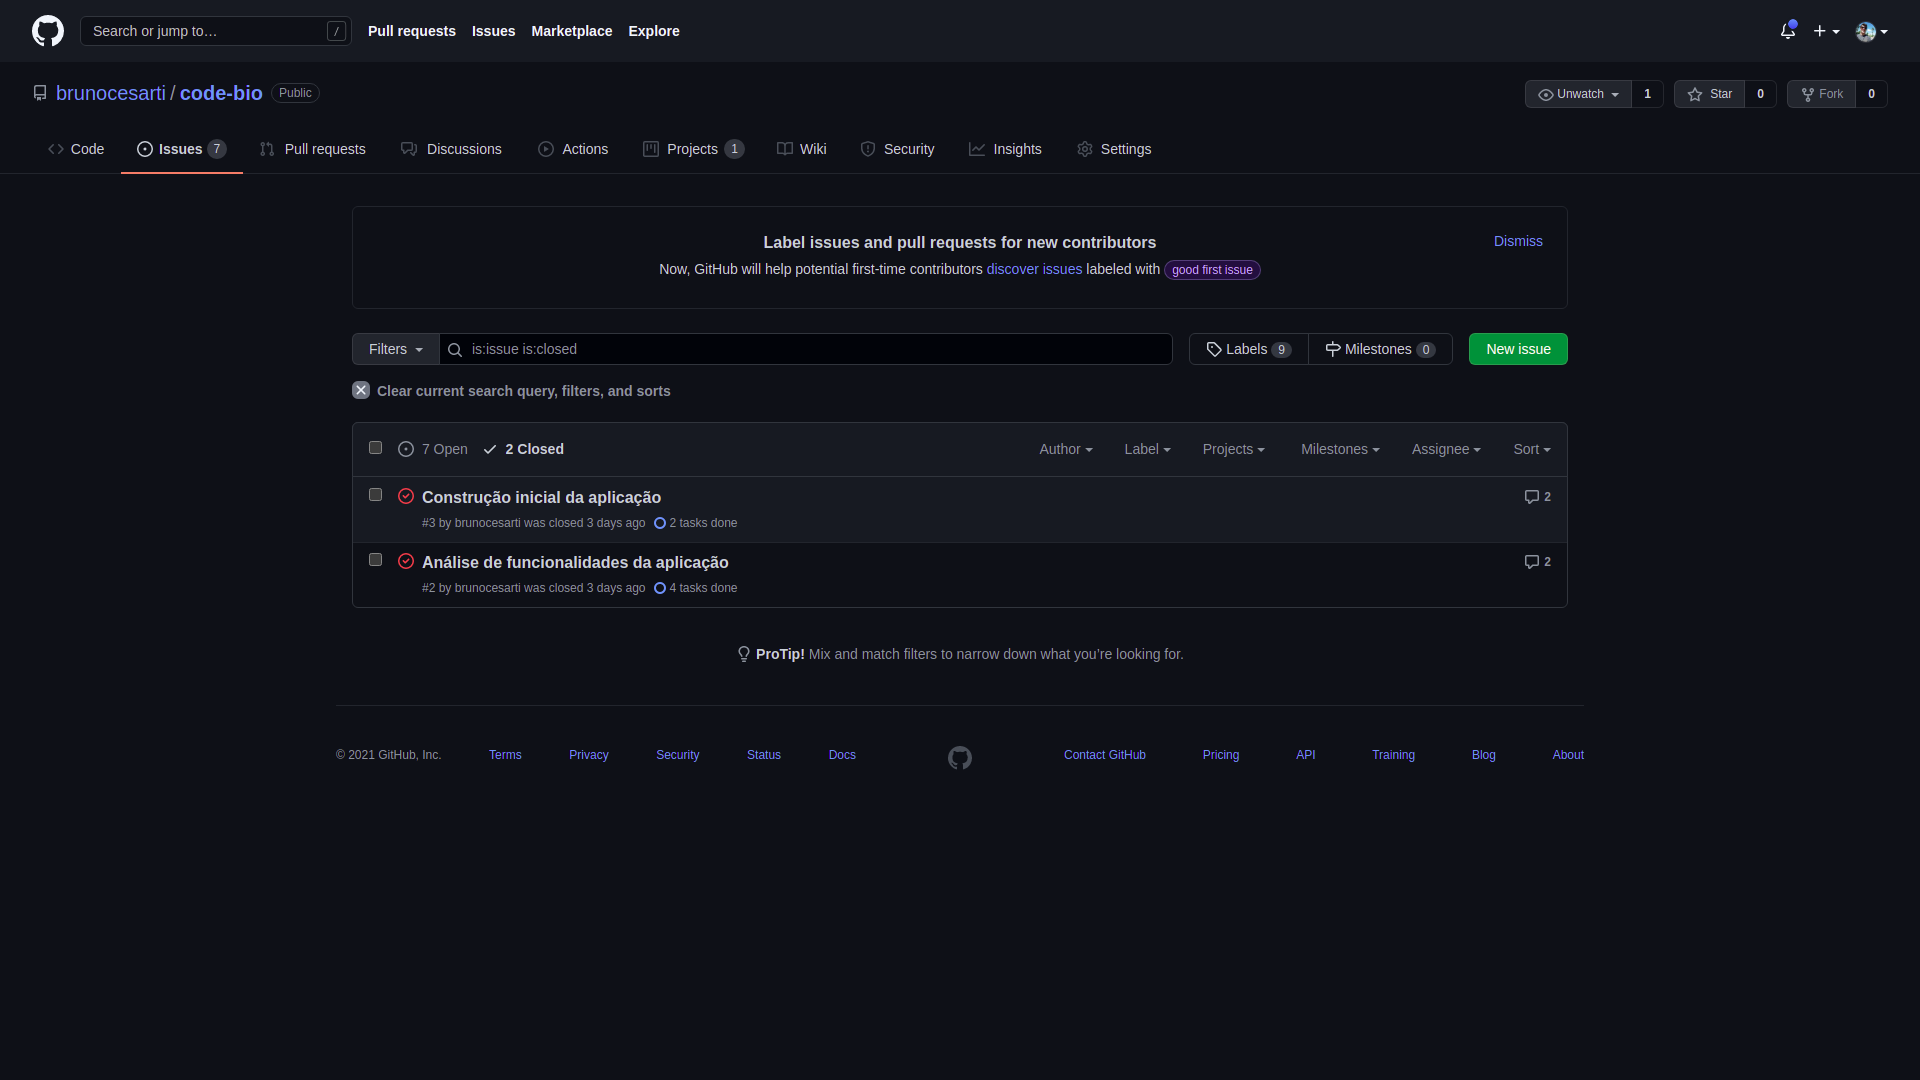 Search or jump to… /
Pull requests Issues Marketplace Explore
brunocesarti / code-bio Public
Unwatch 1 Star 0 Fork 0
Code Issues 7 Pull requests Discussions Actions Projects 1 Wiki Security Insights Settings
Label issues and pull requests for new contributors
Dismiss
Now, GitHub will help potential first-time contributors discover issues labeled with good first issue
Filters is:issue is:closed Labels 9 Milestones 0 New issue
Clear current search query, filters, and sorts
7 Open 2 Closed Author Label Projects Milestones Assignee Sort
Construção inicial da aplicação 2
#3 by brunocesarti was closed 3 days ago 2 tasks done
Análise de funcionalidades da aplicação 2
#2 by brunocesarti was closed 3 days ago 4 tasks done
ProTip! Mix and match filters to narrow down what you’re looking for.
© 2021 GitHub, Inc. Terms Privacy Security Status Docs Contact GitHub Pricing API Training Blog About